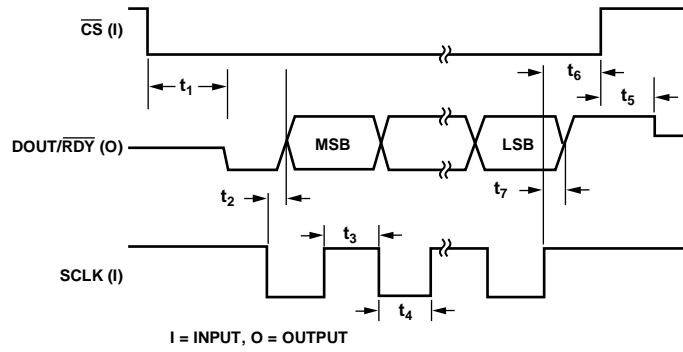 CS (I)
t6
t1
t5
DOUT/RDY (O)
MSB
LSB
t2
t7
t3
SCLK (I)
t4
I = INPUT, O = OUTPUT